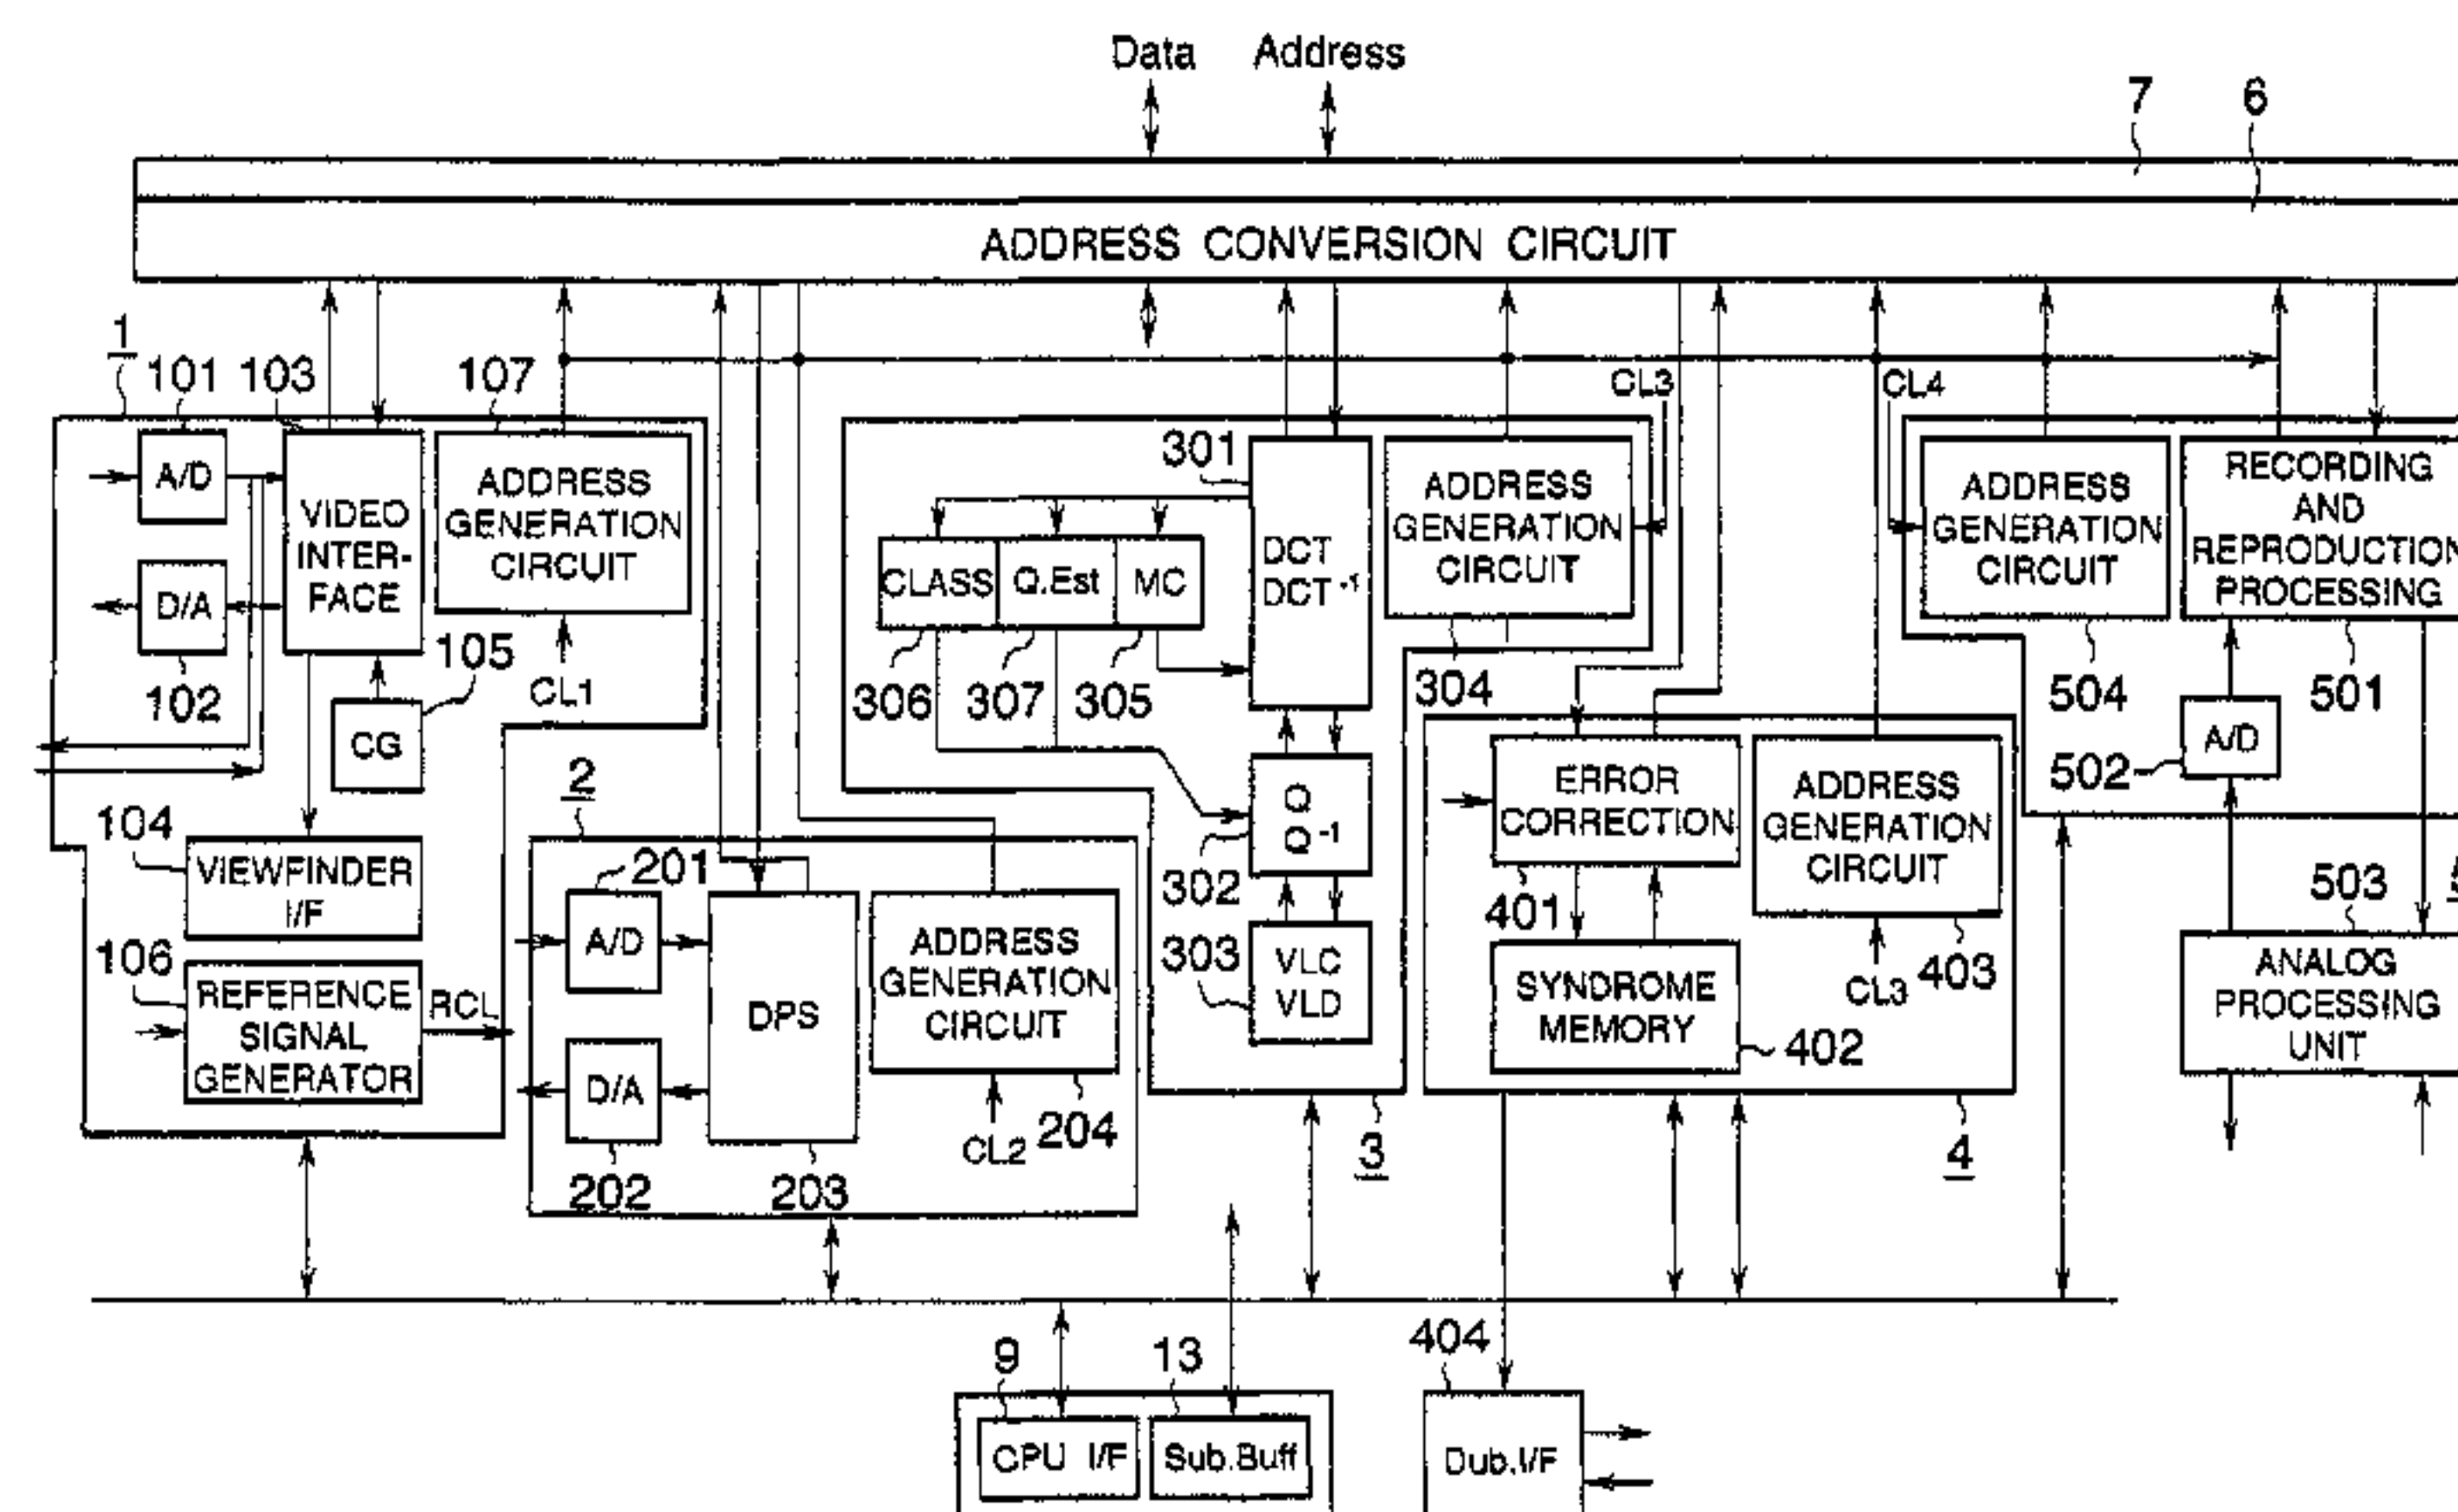 Data Address
7 6
ADDRESS CONVERSION CIRCUIT
1
101 103 107
A/D
D/A
102
VIDEO
INTER-
FACE
ADDRESS
GENERATION
CIRCUIT
CL1
105
CG
104
VIEWFINDER
I/F
106
REFERENCE
SIGNAL
GENERATOR
RCL
2
201
A/D
D/A
202
DPS
203
ADDRESS
GENERATION
CIRCUIT
CL2
204
301
CLASS Q.Est MC
306 307 305
DCT
DCT-1
Q
Q-1
302
303
VLC
VLD
ADDRESS
GENERATION
CIRCUIT
304
CL3
3
ERROR
CORRECTION
401
SYNDROME
MEMORY
402
ADDRESS
GENERATION
CIRCUIT
CL3
403
4
CL4
ADDRESS
GENERATION
CIRCUIT
504
RECORDING
AND
REPRODUCTION
PROCESSING
501
A/D
502
503
ANALOG
PROCESSING
UNIT
9
CPU I/F
13
Sub.Buff
404
Dub.I/F